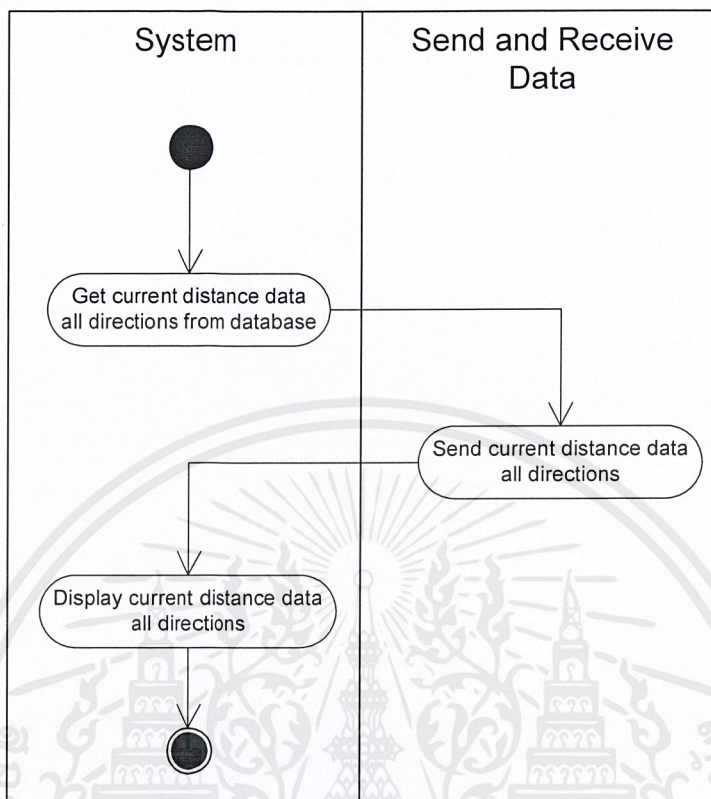 System
Send and Receive
Data
Get current distance data
all directions from database
Send current distance data
all directions
Display current distance data
all directions